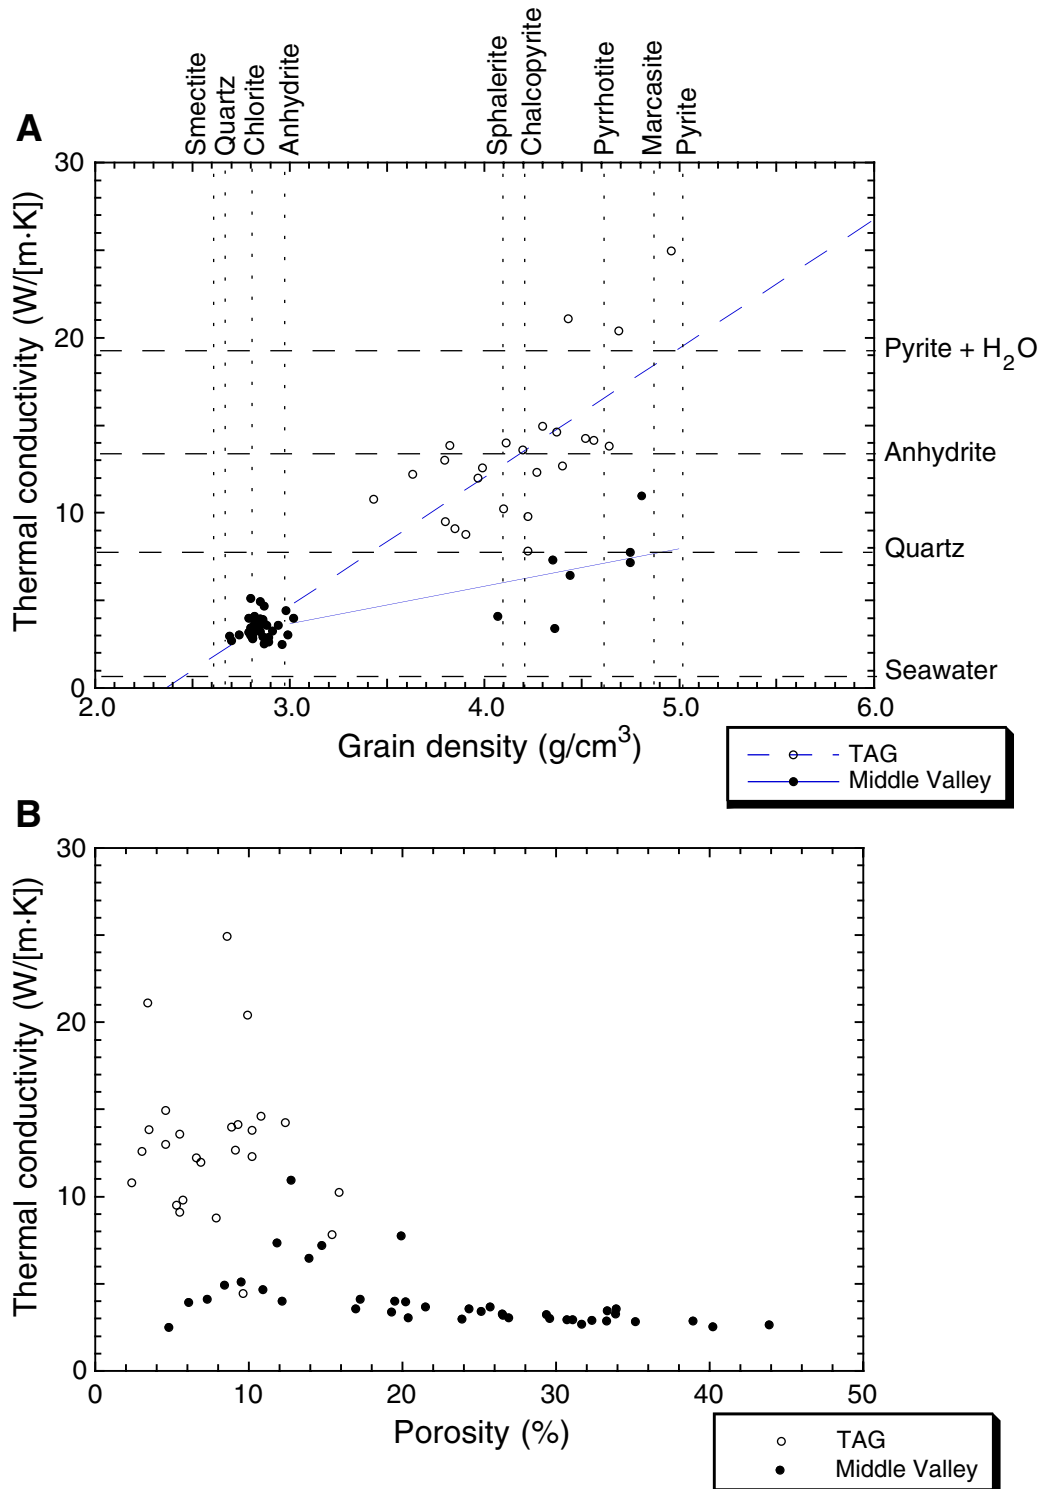 Smectite
Quartz
Chlorite
Anhydrite
Sphalerite
Chalcopyrite
Pyrrhotite
Marcasite
Pyrite
A
30
20
10
0
Thermal conductivity (W/[m·K])
Pyrite + H2O
Anhydrite
Quartz
Seawater
2.0 3.0 4.0 5.0 6.0
Grain density (g/cm3)
TAG
Middle Valley
B
30
20
10
0
Thermal conductivity (W/[m·K])
0 10 20 30 40 50
Porosity (%)
TAG
Middle Valley